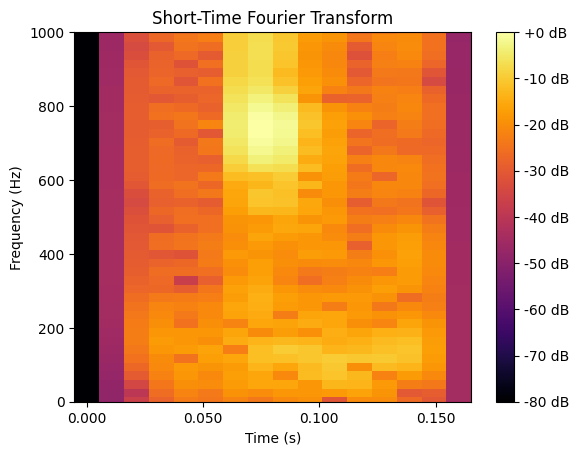 Short-Time Fourier Transform
1000
800
600
400
200
0
Frequency (Hz)
0.000
0.050
0.100
0.150
Time (s)
+0 dB
-10 dB
-20 dB
-30 dB
-40 dB
-50 dB
-60 dB
-70 dB
-80 dB